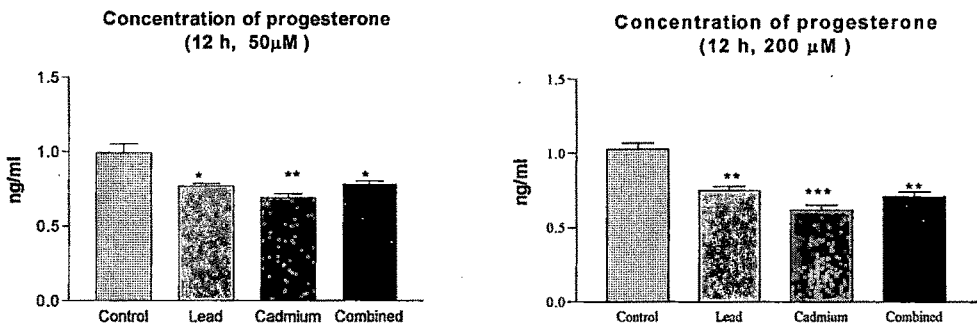 Concentration of progesterone
(12 h, 50μM )
ng/ml
1.5
1.0
0.5
0.0
* ** *
Control Lead Cadmium Combined
Concentration of progesterone
(12 h, 200 μM )
ng/ml
1.5
1.0
0.5
0.0
** *** **
Control Lead Cadmium Combined